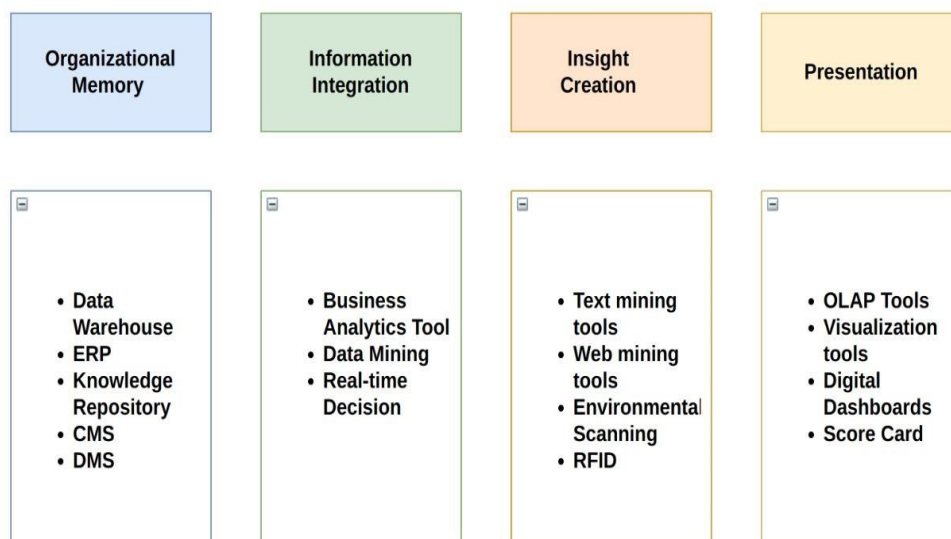 Organizational
Memory
Information
Integration
Insight
Creation
Presentation
• Data
Warehouse
• ERP
• Knowledge
Repository
• CMS
• DMS
• Business
Analytics Tool
• Data Mining
• Real-time
Decision
• Text mining
tools
• Web mining
tools
• Environmental
Scanning
• RFID
• OLAP Tools
• Visualization
tools
• Digital
Dashboards
• Score Card